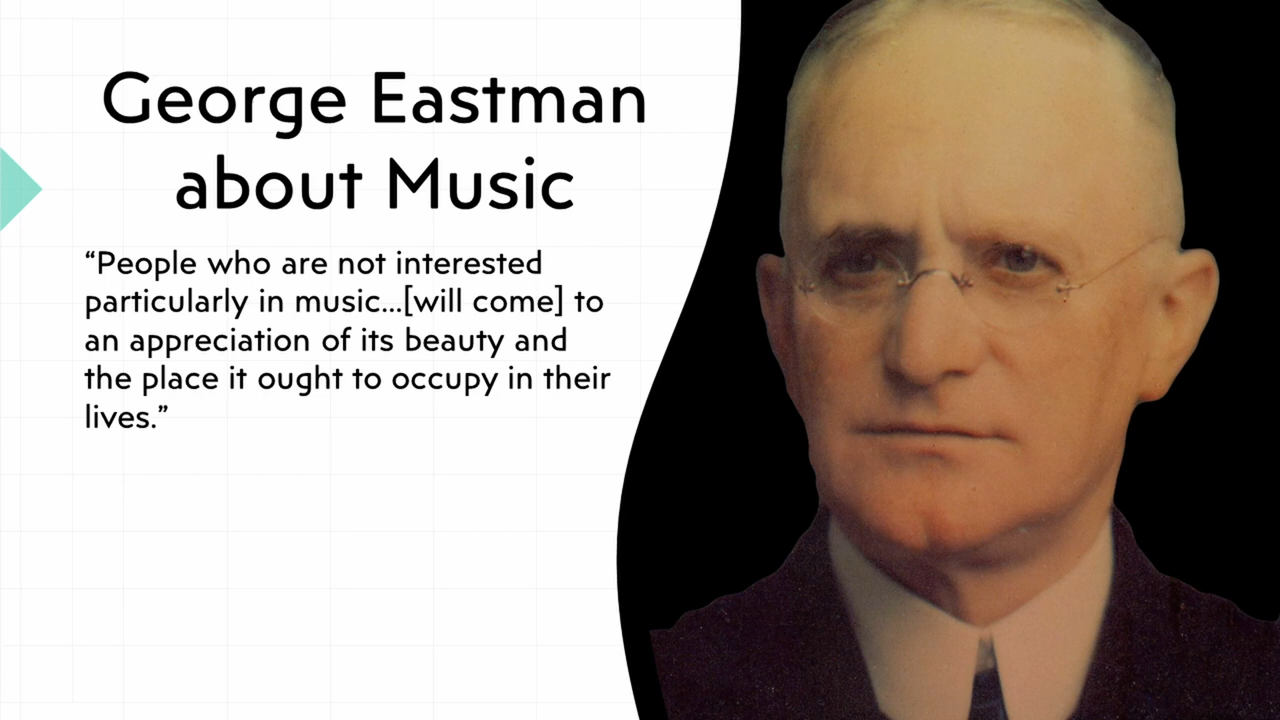 George Eastman
about Music
“People who are not interested
particularly in music...[will come] to
an appreciation of its beauty and
the place it ought to occupy in their
lives.”